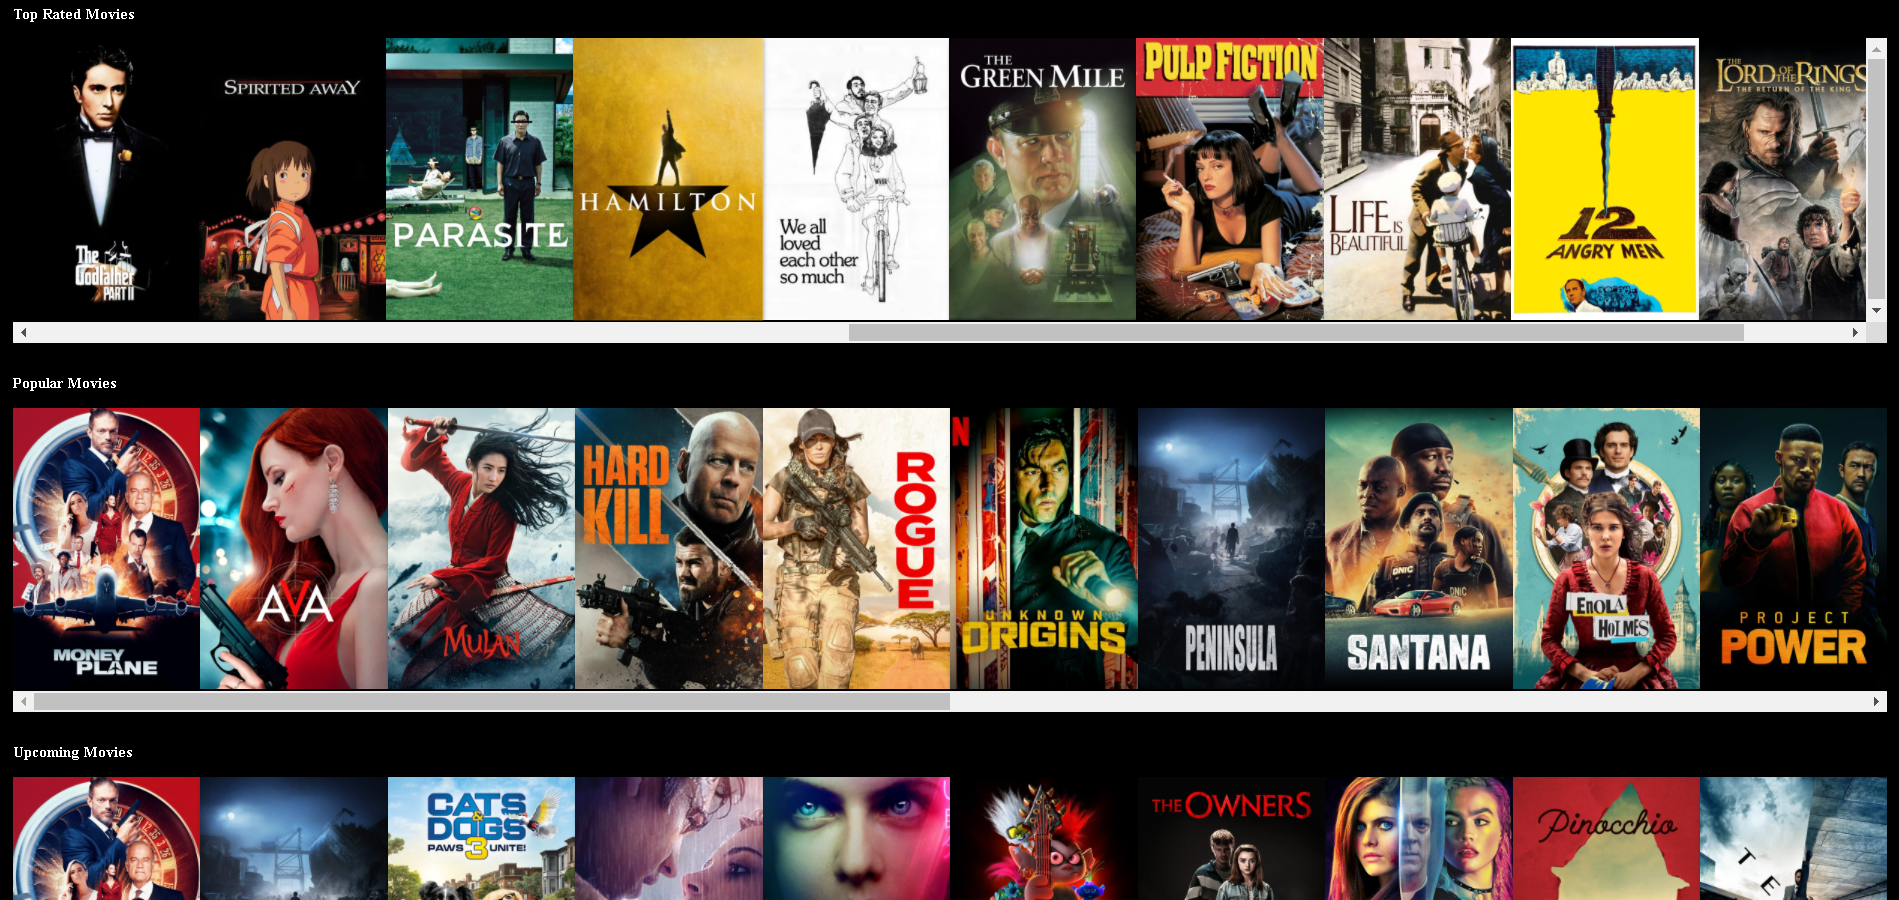 Top Rated Movies
The
Godfather
PART II
SPIRITED AWAY
PARASITE
HAMILTON
We all
loved
each other
so much
THE
GREEN MILE
PULP FICTION
LIFE IS
BEAUTIFUL
12
ANGRY MEN
THE
LORD OF THE RINGS
THE RETURN OF THE KING
Popular Movies
MONEY
PLANE
AVA
MULAN
HARD
KILL
ROGUE
N
UNKNOWN
ORIGINS
PENINSULA
DNIC
DNIC
SANTANA
ENOLA
HOLMES
PROJECT
POWER
Upcoming Movies
CATS
&
DOGS
PAWS 3 UNITE!
THE OWNERS
Pinocchio
T
E